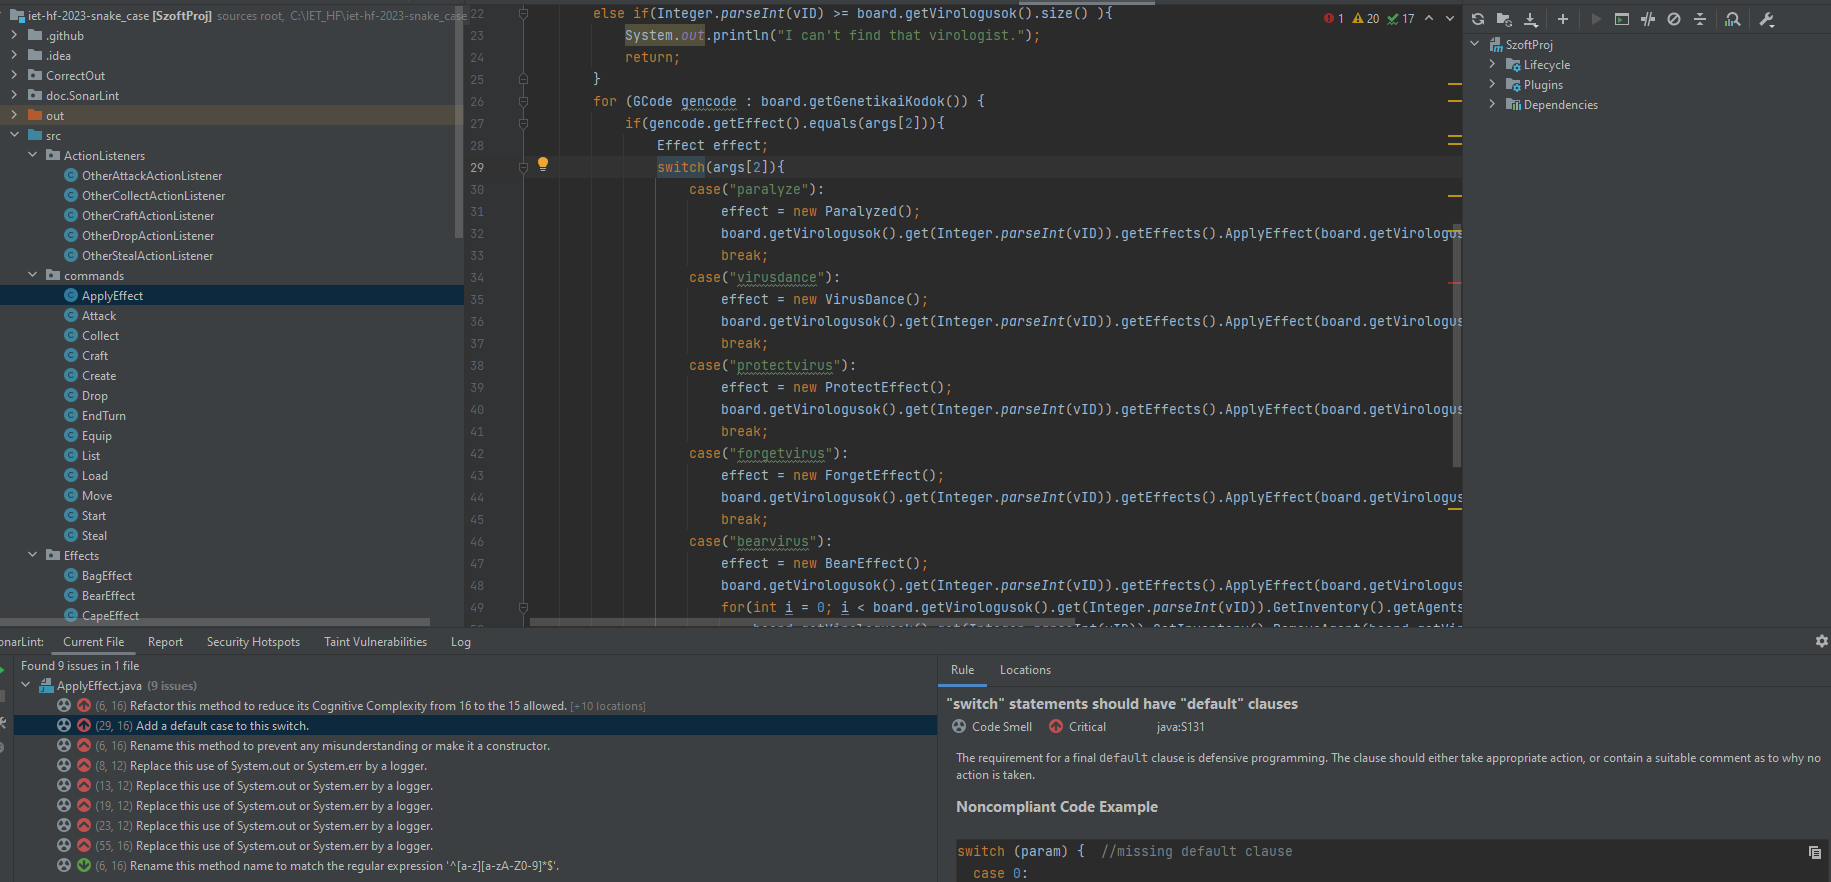 iet-hf-2023-snake_case [SzoftProj] sources root, C:\IET_HF\iet-hf-2023-snake_case
.github
.idea
CorrectOut
doc.SonarLint
out
src
ActionListeners
OtherAttackActionListener
OtherCollectActionListener
OtherCraftActionListener
OtherDropActionListener
OtherStealActionListener
commands
ApplyEffect
Attack
Collect
Craft
Create
Drop
EndTurn
Equip
List
Load
Move
Start
Steal
Effects
BagEffect
BearEffect
CapeEffect
1 20 17
22 else if(Integer.parseInt(vID) >= board.getVirologusok().size() ){
23 System.out.println("I can't find that virologist.");
24 return;
25 }
26 for (GCode gencode : board.getGenetikaiKodok()) {
27 if(gencode.getEffect().equals(args[2])){
28 Effect effect;
29 switch(args[2]){
30 case("paralyze"):
31 effect = new Paralyzed();
32 board.getVirologusok().get(Integer.parseInt(vID)).getEffects().ApplyEffect(board.getVirologus
33 break;
34 case("virusdance"):
35 effect = new VirusDance();
36 board.getVirologusok().get(Integer.parseInt(vID)).getEffects().ApplyEffect(board.getVirologus
37 break;
38 case("protectvirus"):
39 effect = new ProtectEffect();
40 board.getVirologusok().get(Integer.parseInt(vID)).getEffects().ApplyEffect(board.getVirologus
41 break;
42 case("forgetvirus"):
43 effect = new ForgetEffect();
44 board.getVirologusok().get(Integer.parseInt(vID)).getEffects().ApplyEffect(board.getVirologus
45 break;
46 case("bearvirus"):
47 effect = new BearEffect();
48 board.getVirologusok().get(Integer.parseInt(vID)).getEffects().ApplyEffect(board.getVirologus
49 for(int i = 0; i < board.getVirologusok().get(Integer.parseInt(vID)).GetInventory().getAgents
SzoftProj
Lifecycle
Plugins
Dependencies
onarLint: Current File Report Security Hotspots Taint Vulnerabilities Log
Found 9 issues in 1 file
ApplyEffect.java (9 issues)
(6, 16) Refactor this method to reduce its Cognitive Complexity from 16 to the 15 allowed. [+10 locations]
(29, 16) Add a default case to this switch.
(6, 16) Rename this method to prevent any misunderstanding or make it a constructor.
(8, 12) Replace this use of System.out or System.err by a logger.
(13, 12) Replace this use of System.out or System.err by a logger.
(19, 12) Replace this use of System.out or System.err by a logger.
(23, 12) Replace this use of System.out or System.err by a logger.
(55, 16) Replace this use of System.out or System.err by a logger.
(6, 16) Rename this method name to match the regular expression '^[a-z][a-zA-Z0-9]*$'.
Rule Locations
"switch" statements should have "default" clauses
Code Smell Critical java:S131
The requirement for a final default clause is defensive programming. The clause should either take appropriate action, or contain a suitable comment as to why no
action is taken.
Noncompliant Code Example
switch (param) { //missing default clause
case 0: